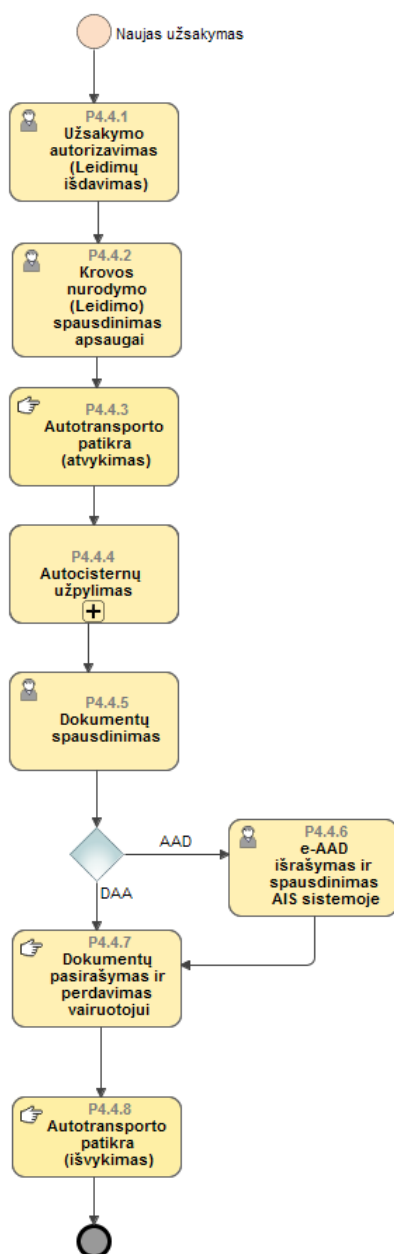 Naujas užsakymas
P4.4.1
Užsakymo
autorizavimas
(Leidimų
išdavimas)
P4.4.2
Krovos
nurodymo
(Leidimo)
spausdinimas
apsaugai
P4.4.3
Autotransporto
patikra
(atvykimas)
P4.4.4
Autocisternų
užpylimas
P4.4.5
Dokumentų
spausdinimas
AAD
DAA
P4.4.6
e-AAD
išrašymas ir
spausdinimas
AIS sistemoje
P4.4.7
Dokumentų
pasirašymas ir
perdavimas
vairuotojui
P4.4.8
Autotransporto
patikra
(išvykimas)